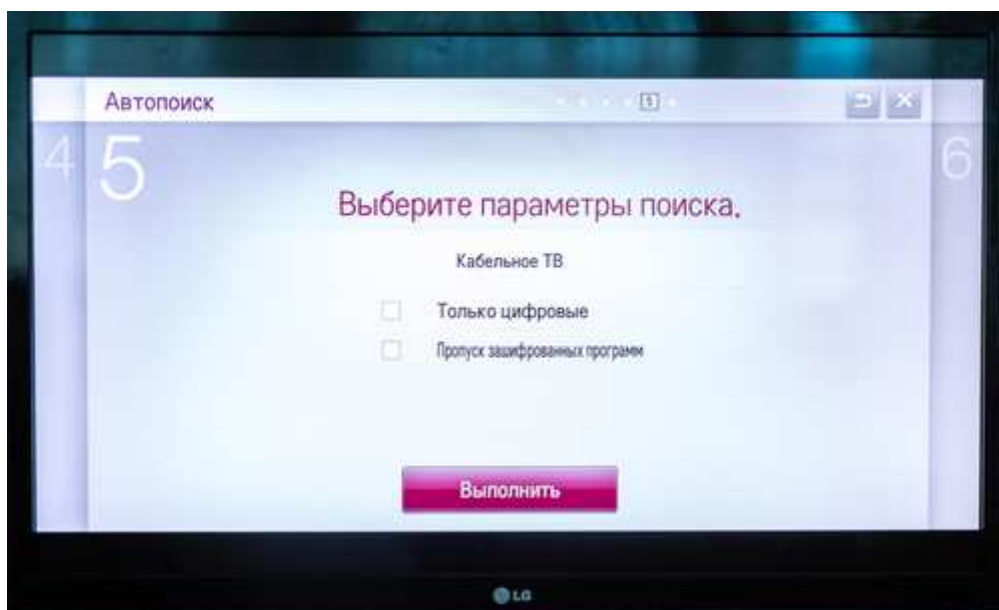 Автопоиск
5
4
5
6
Выберите параметры поиска.
Кабельное ТВ
Только цифровые
Пропуск зашифрованных программ
Выполнить
LG